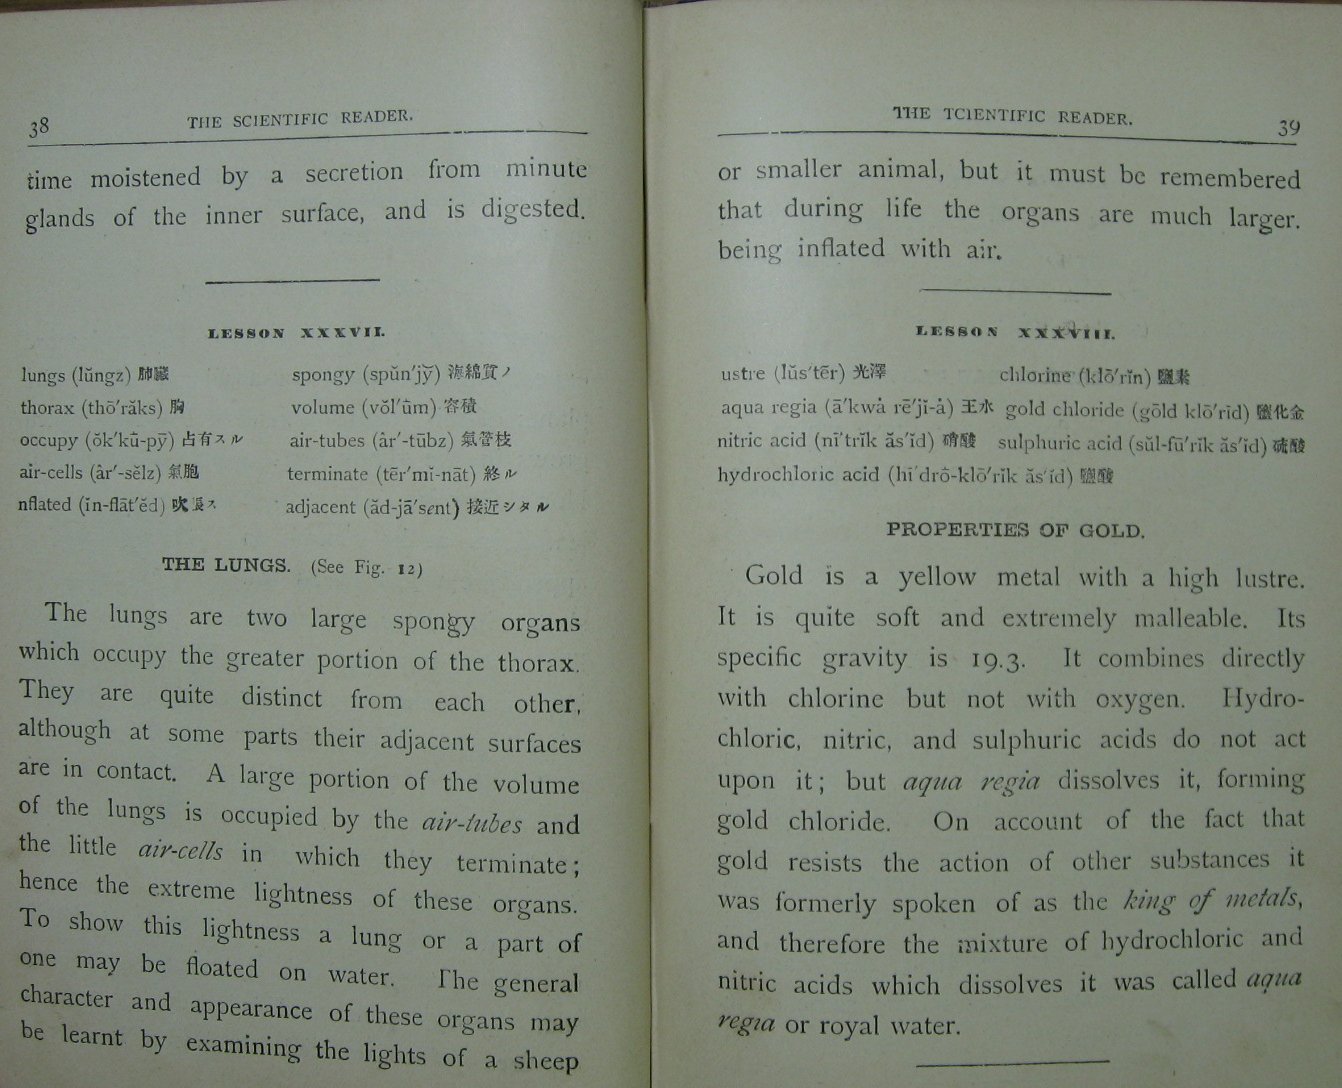 38
THE SCIENTIFIC READER.
time moistened by a secretion from minute
glands of the inner surface, and is digested.
LESSON XXXVII.
lungs (lŭngz) 肺臟
spongy (spŭn′jy̆) 海綿質ノ
thorax (thō′răks) 胸
volume (vŏl′ūm) 容積
occupy (ŏk′kū-pȳ) 占有スル
air-tubes (âr′-tūbz) 氣管枝
air-cells (âr′-sĕlz) 氣胞
terminate (tẽr′mĭ-nāt) 終ル
nflated (ĭn-flāt′ĕd) 吹漲ス
adjacent (ăd-jā′sent) 接近シタル
THE LUNGS. (See Fig. 12)
The lungs are two large spongy organs
which occupy the greater portion of the thorax.
They are quite distinct from each other,
although at some parts their adjacent surfaces
are in contact. A large portion of the volume
of the lungs is occupied by the air-tubes and
the little air-cells in which they terminate;
hence the extreme lightness of these organs.
To show this lightness a lung or a part of
one may be floated on water. The general
character and appearance of these organs may
be learnt by examining the lights of a sheep
THE TCIENTIFIC READER.
39
or smaller animal, but it must be remembered
that during life the organs are much larger.
being inflated with air.
LESSON XXXVIII.
ustre (lŭs′tẽr) 光澤
chlorine (klō′rĭn) 鹽素
aqua regia (ā′kwȧ rē′jĭ-ȧ) 王水
gold chloride (gōld klō′rĭd) 鹽化金
nitric acid (nī′trĭk ăs′ĭd) 硝酸
sulphuric acid (sŭl-fū′rĭk ăs′ĭd) 硫酸
hydrochloric acid (hī′drȯ-klō′rĭk ăs′ĭd) 鹽酸
PROPERTIES OF GOLD.
Gold is a yellow metal with a high lustre.
It is quite soft and extremely malleable. Its
specific gravity is 19.3. It combines directly
with chlorine but not with oxygen. Hydro-
chloric, nitric, and sulphuric acids do not act
upon it; but aqua regia dissolves it, forming
gold chloride. On account of the fact that
gold resists the action of other substances it
was formerly spoken of as the king of metals,
and therefore the mixture of hydrochloric and
nitric acids which dissolves it was called aqua
regia or royal water.